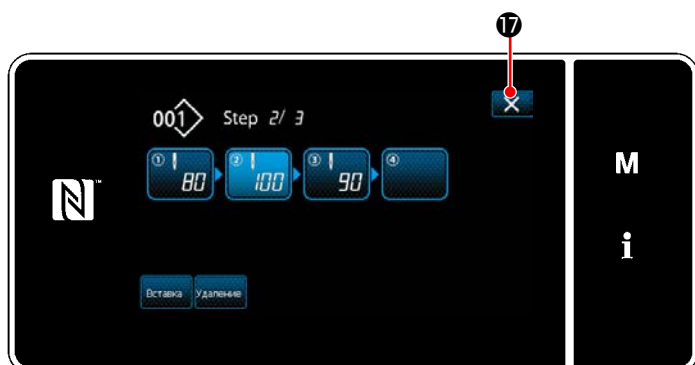 ⓱
001 Step 2/ 3
① 80 ② 100 ③ 90 ④
M
i
Вставка Удаление